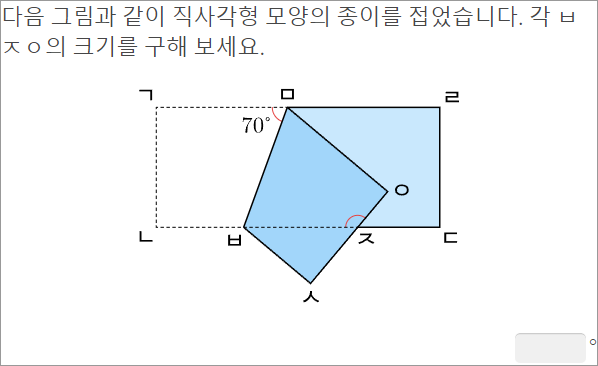 다음 그림과 같이 직사각형 모양의 종이를 접었습니다. 각 ㅂ
ㅈㅇ의 크기를 구해 보세요.
ㄱ
ㅁ
ㄹ
70°
ㅇ
ㄴ
ㅂ
ㅈ
ㄷ
ㅅ
°